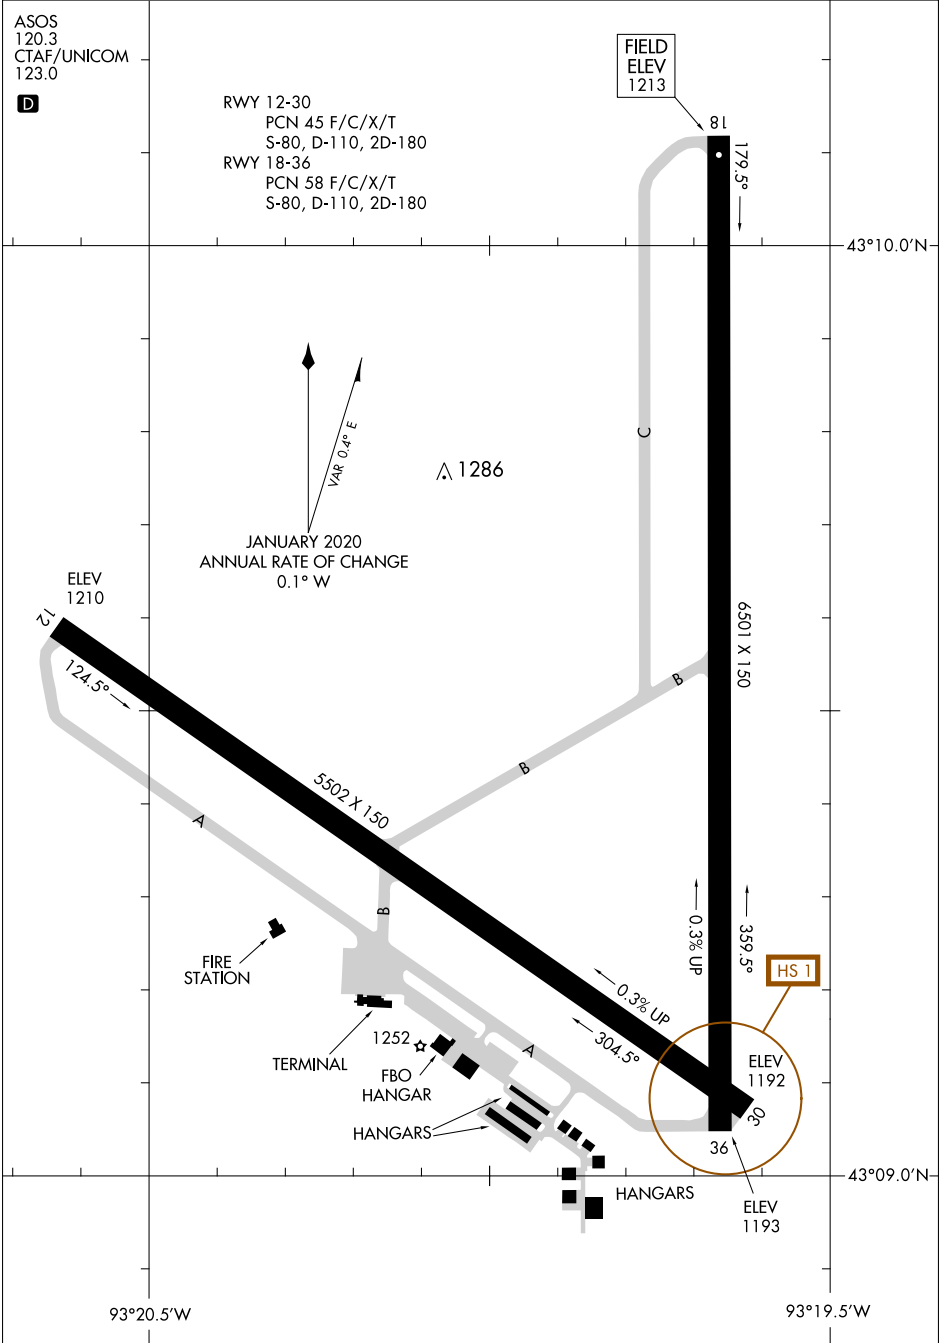 ASOS
120.3
CTAF/UNICOM
123.0
D
RWY 12-30
PCN 45 F/C/X/T
S-80, D-110, 2D-180
RWY 18-36
PCN 58 F/C/X/T
S-80, D-110, 2D-180
FIELD
ELEV
1213
18
179.5°
43°10.0'N
C
VAR 0.4° E
1286
JANUARY 2020
ANNUAL RATE OF CHANGE
0.1° W
ELEV
1210
12
124.5°
6501 X 150
B
B
5502 X 150
A
B
FIRE
STATION
0.3% UP
359.5°
HS 1
0.3% UP
304.5°
TERMINAL
1252
A
FBO
HANGAR
ELEV
1192
30
HANGARS
36
43°09.0'N
HANGARS
ELEV
1193
93°20.5'W
93°19.5'W